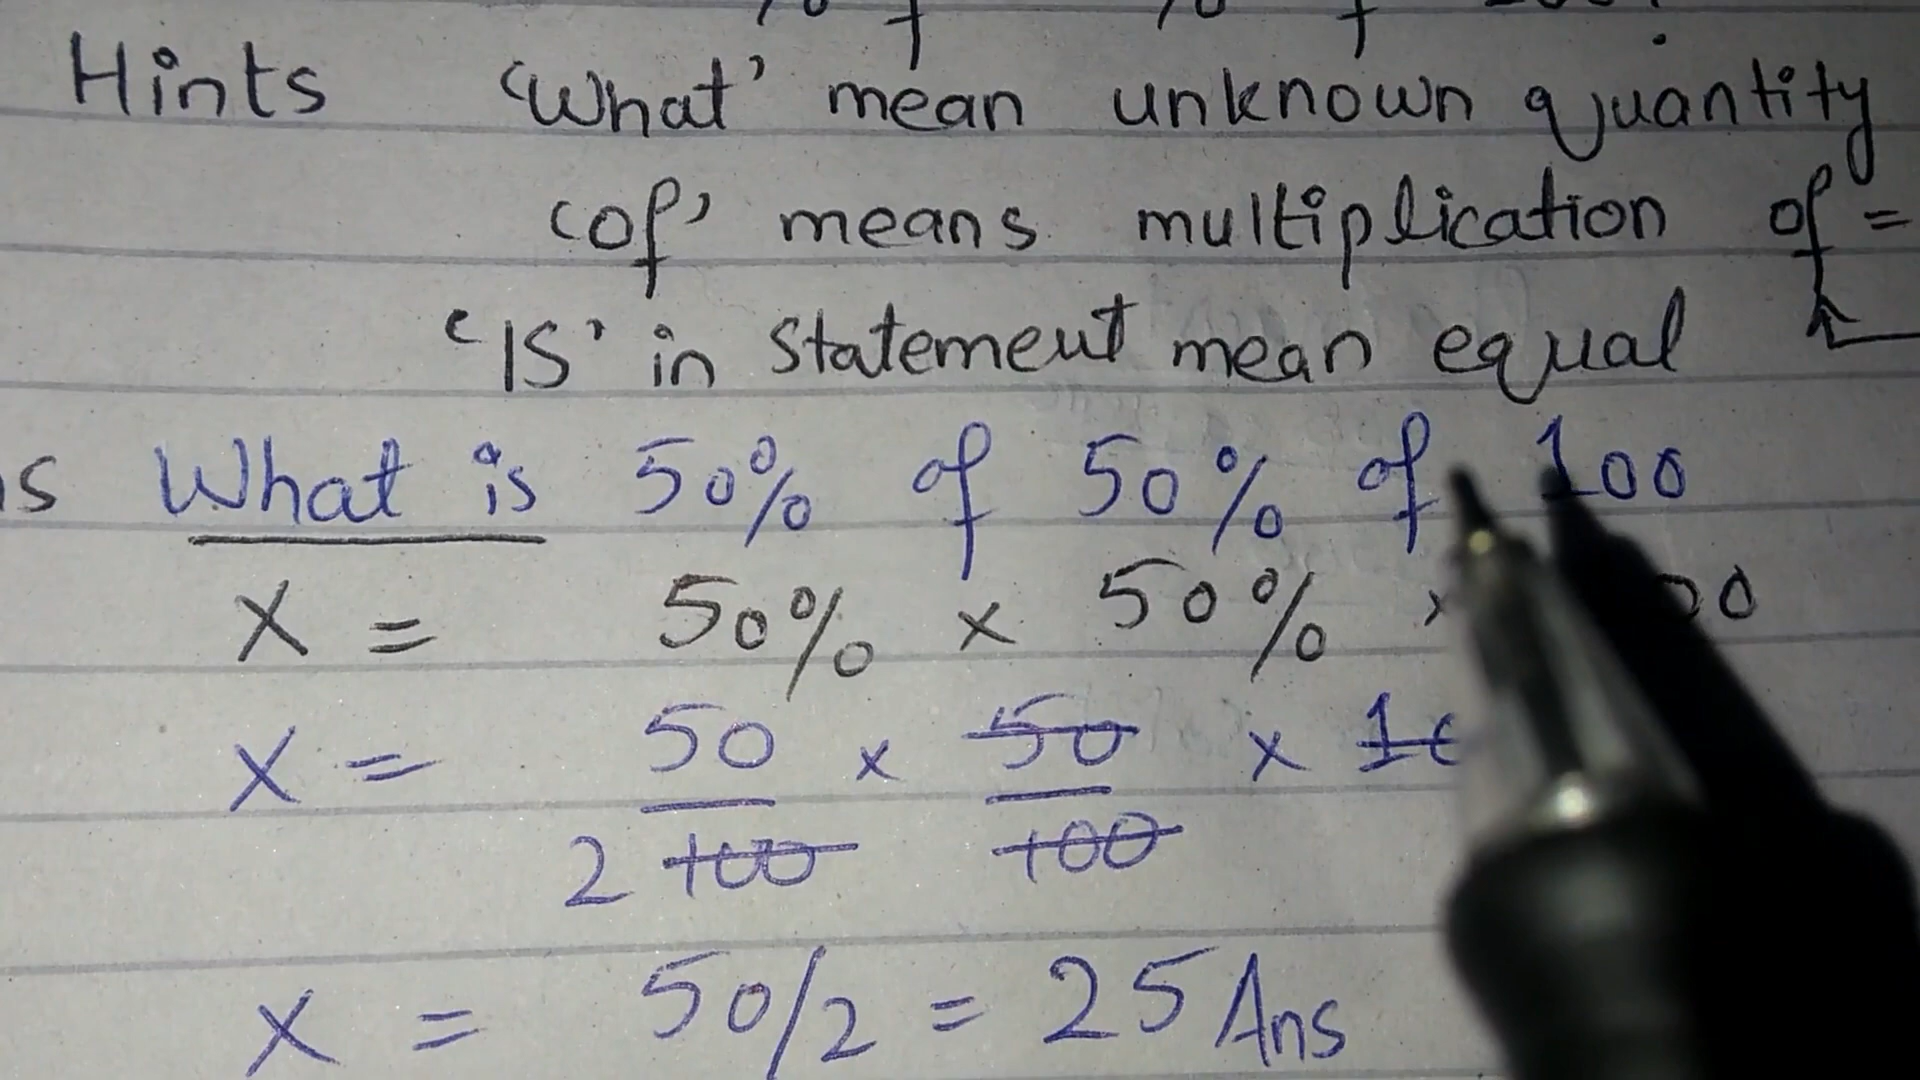 Hints 'What' mean unknown quantity
'of' means multiplication of =
'IS' in statement mean equal
What is 50% of 50% of 100
X = 50% × 50% ×
X = 50 × 50 ×
2 100 100
X = 50/2 = 25 Ans